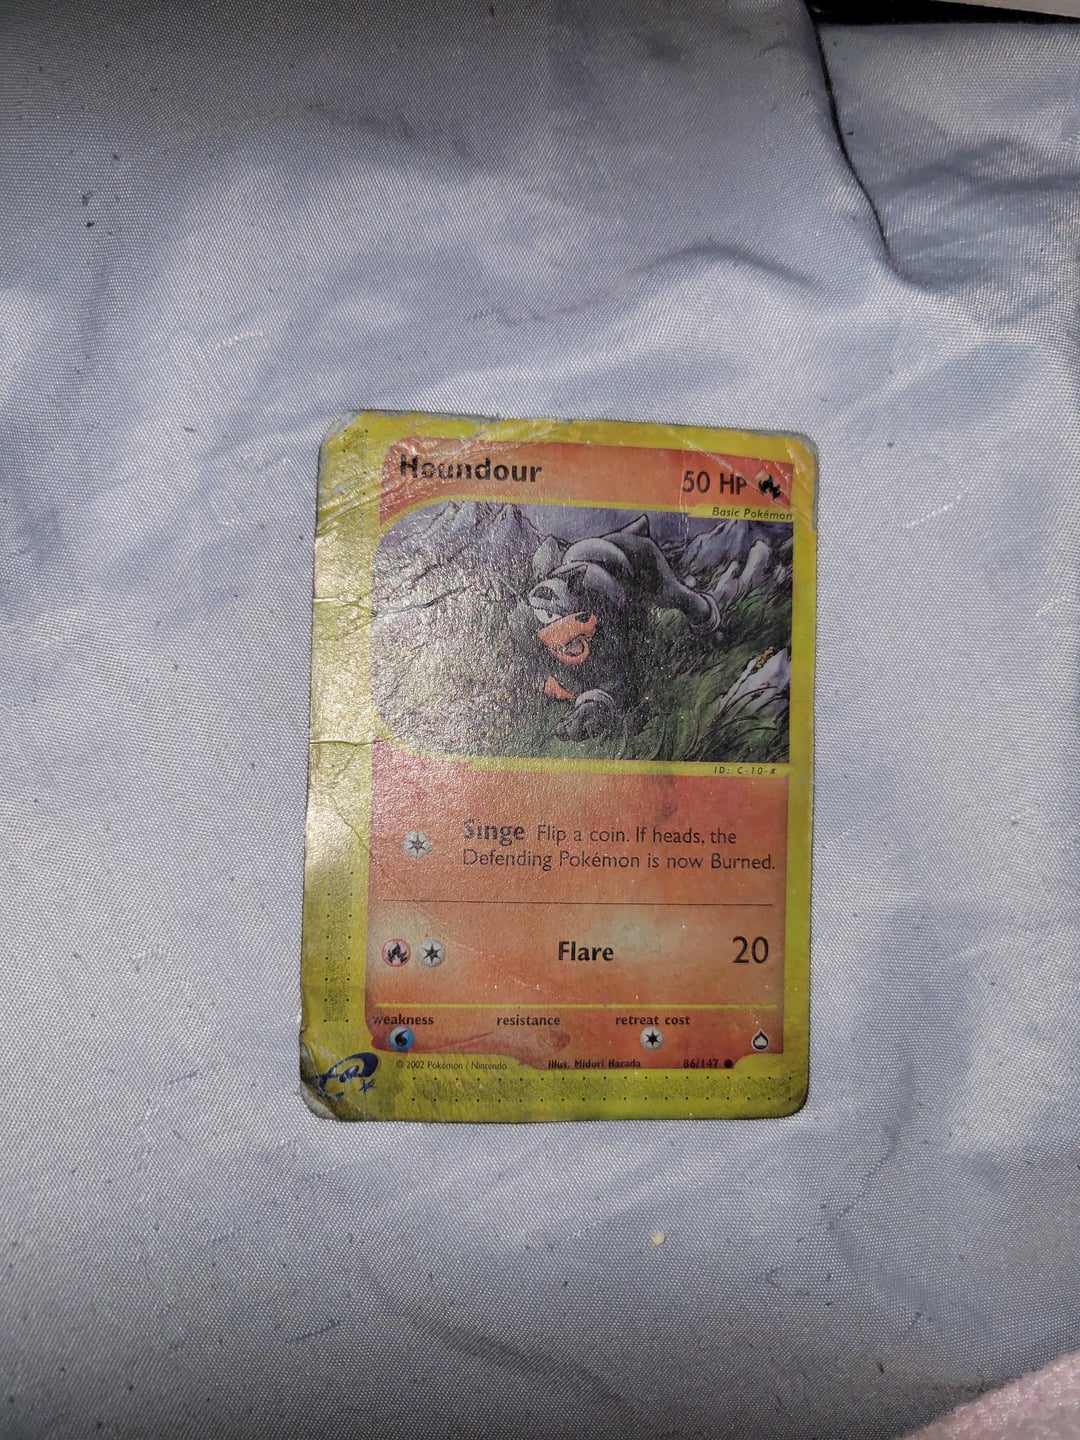 Houndour
50 HP
Basic Pokémon
ID: C-10-#
Singe Flip a coin. If heads, the
Defending Pokémon is now Burned.
Flare 20
weakness resistance retreat cost
© 2002 Pokémon / Nintendo Illus. Midori Harada 86/147
e